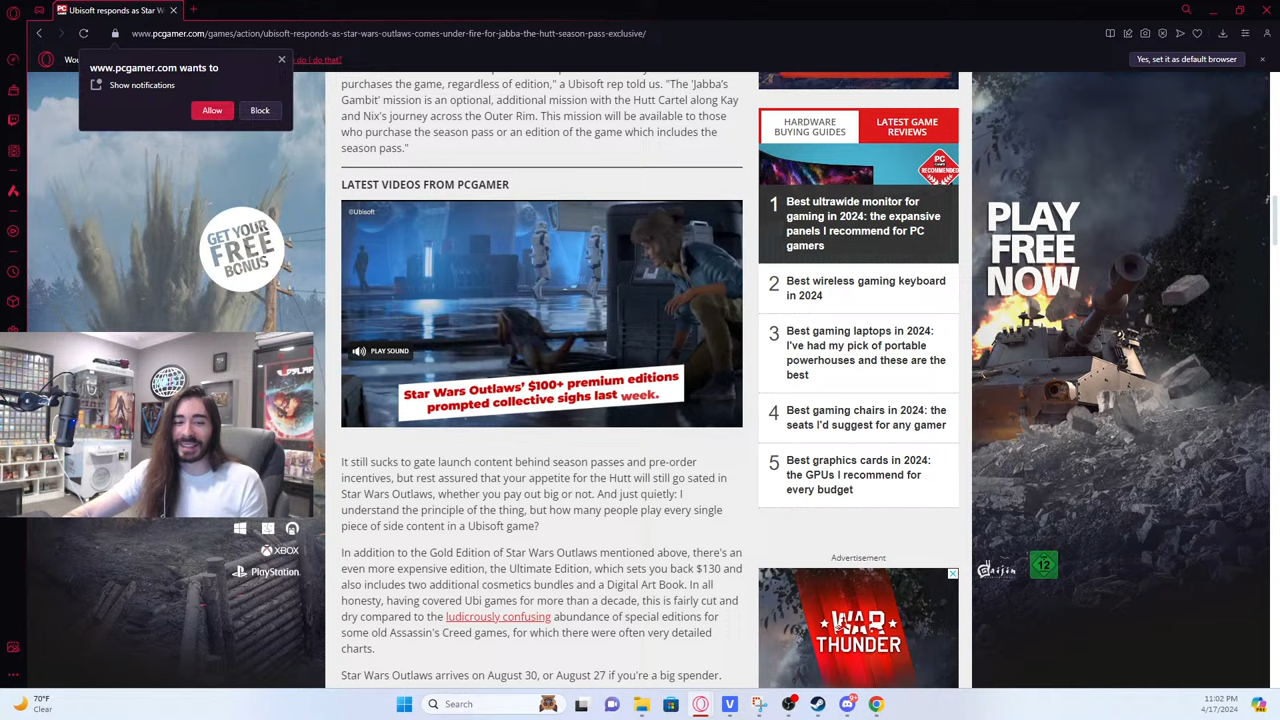 Ubisoft responds as Star W
www.pcgamer.com/games/action/ubisoft-responds-as-star-wars-outlaws-comes-under-fire-for-jabba-the-hutt-season-pass-exclusive/
Wou
do I do that?
Yes, set it as default browser
www.pcgamer.com wants to
Show notifications
Allow
Block
purchases the game, regardless of edition," a Ubisoft rep told us. "The 'Jabba's
Gambit' mission is an optional, additional mission with the Hutt Cartel along Kay
and Nix's journey across the Outer Rim. This mission will be available to those
who purchase the season pass or an edition of the game which includes the
season pass."
LATEST VIDEOS FROM PCGAMER
©Ubisoft
PLAY SOUND
Star Wars Outlaws' $100+ premium editions
prompted collective sighs last week.
It still sucks to gate launch content behind season passes and pre-order
incentives, but rest assured that your appetite for the Hutt will still go sated in
Star Wars Outlaws, whether you pay out big or not. And just quietly: I
understand the principle of the thing, but how many people play every single
piece of side content in a Ubisoft game?
In addition to the Gold Edition of Star Wars Outlaws mentioned above, there's an
even more expensive edition, the Ultimate Edition, which sets you back $130 and
also includes two additional cosmetics bundles and a Digital Art Book. In all
honesty, having covered Ubi games for more than a decade, this is fairly cut and
dry compared to the ludicrously confusing abundance of special editions for
some old Assassin's Creed games, for which there were often very detailed
charts.
Star Wars Outlaws arrives on August 30, or August 27 if you're a big spender.
HARDWARE
BUYING GUIDES
LATEST GAME
REVIEWS
PC
GAMER
RECOMMENDED
1
Best ultrawide monitor for
gaming in 2024: the expansive
panels I recommend for PC
gamers
2
Best wireless gaming keyboard
in 2024
3
Best gaming laptops in 2024:
I've had my pick of portable
powerhouses and these are the
best
4
Best gaming chairs in 2024: the
seats I'd suggest for any gamer
5
Best graphics cards in 2024:
the GPUs I recommend for
every budget
Advertisement
WAR
THUNDER
GET YOUR
FREE
BONUS
XBOX
PlayStation
PLAY
FREE
NOW
Gaijin
12
70°F
Clear
Search
9+
11:02 PM
4/17/2024